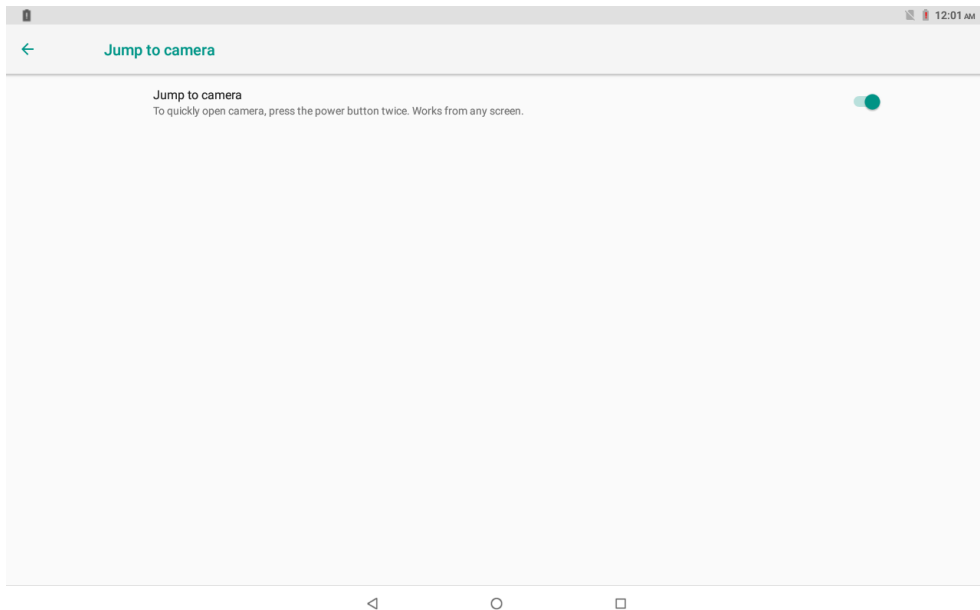 12:01 AM
Jump to camera
Jump to camera
To quickly open camera, press the power button twice. Works from any screen.